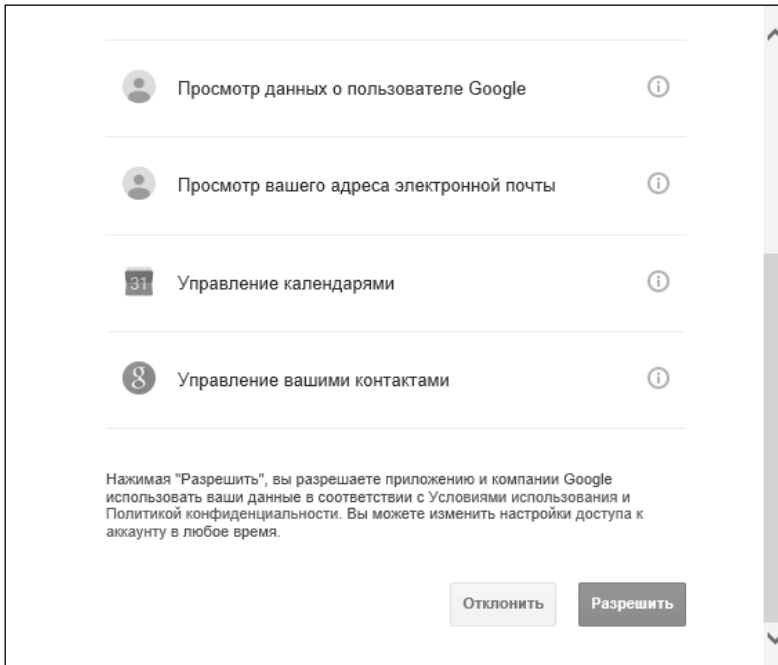 Просмотр данных о пользователе Google
Просмотр вашего адреса электронной почты
31 Управление календарями
g Управление вашими контактами
Нажимая "Разрешить", вы разрешаете приложению и компании Google
использовать ваши данные в соответствии с Условиями использования и
Политикой конфиденциальности. Вы можете изменить настройки доступа к
аккаунту в любое время.
Отклонить Разрешить